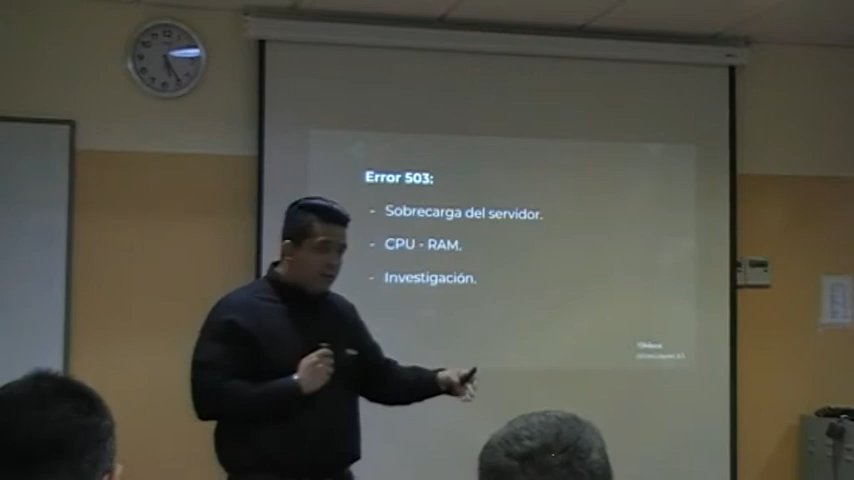 Error 503:
- Sobrecarga del servidor.
- CPU - RAM.
- Investigación.